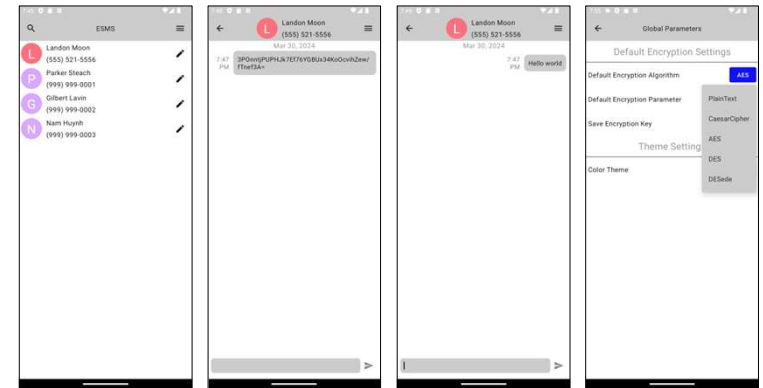 ESMS
Landon Moon
(555) 521-5556
Parker Steach
(999) 999-0001
Gilbert Lavin
(999) 999-0002
Nam Huynh
(999) 999-0003
L
P
G
N
Landon Moon
(555) 521-5556
L
Mar 30, 2024
7:47
PM
Landon Moon
(555) 521-5556
L
Mar 30, 2024
7:47
PM
Hello world
Global Parameters
Default Encryption Settings
Default Encryption Algorithm
AES
Default Encryption Parameter
Save Encryption Key
Theme Setting
Color Theme
PlainText
CaesarCipher
AES
DES
DESede